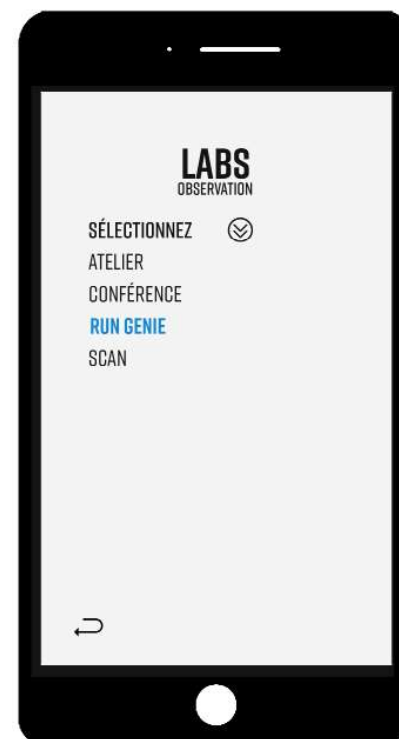 LABS
OBSERVATION
SÉLECTIONNEZ
ATELIER
CONFÉRENCE
RUN GENIE
SCAN